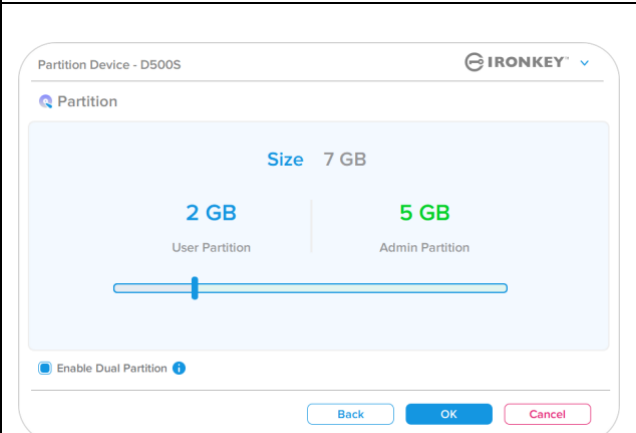 Partition Device - D500S
IRONKEY™
Partition
Size 7 GB
2 GB 5 GB
User Partition Admin Partition
Enable Dual Partition i
Back OK Cancel